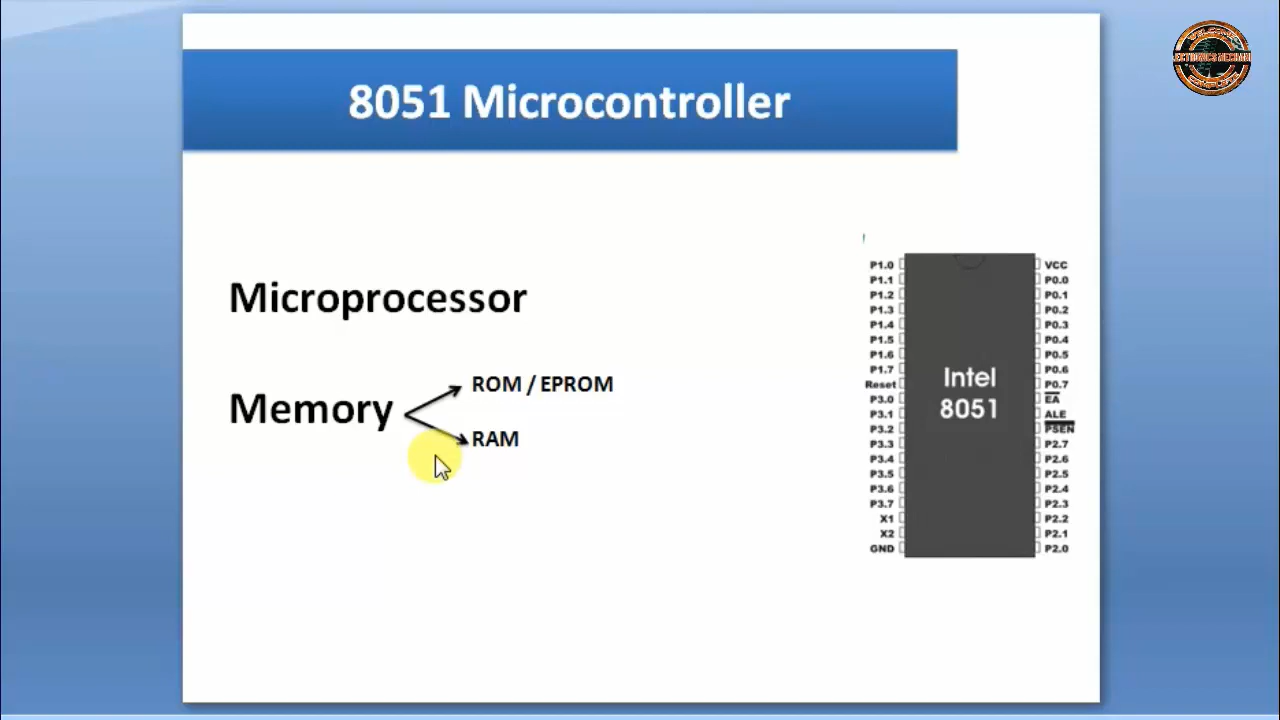 8051 Microcontroller
Microprocessor
Memory
ROM / EPROM
RAM
P1.0
P1.1
P1.2
P1.3
P1.4
P1.5
P1.6
P1.7
Reset
P3.0
P3.1
P3.2
P3.3
P3.4
P3.5
P3.6
P3.7
X1
X2
GND
Intel
8051
VCC
P0.0
P0.1
P0.2
P0.3
P0.4
P0.5
P0.6
P0.7
EA
ALE
PSEN
P2.7
P2.6
P2.5
P2.4
P2.3
P2.2
P2.1
P2.0